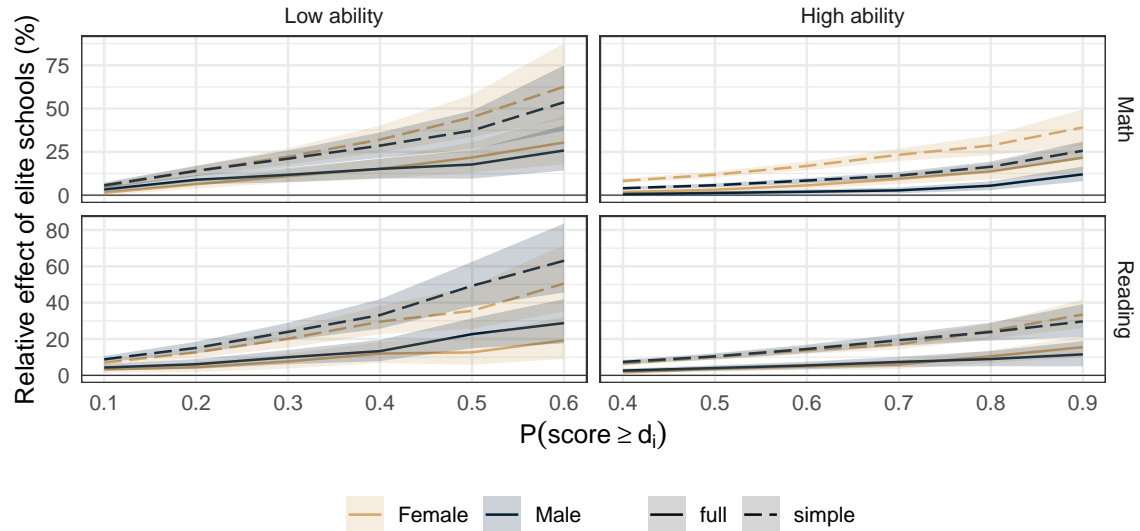 Low ability
High ability
Relative effect of elite schools (%)
75
50
25
0
Math
80
60
40
20
0
Reading
0.1 0.2 0.3 0.4 0.5 0.6
0.4 0.5 0.6 0.7 0.8 0.9
P(score ≥ dᵢ)
Female Male full simple